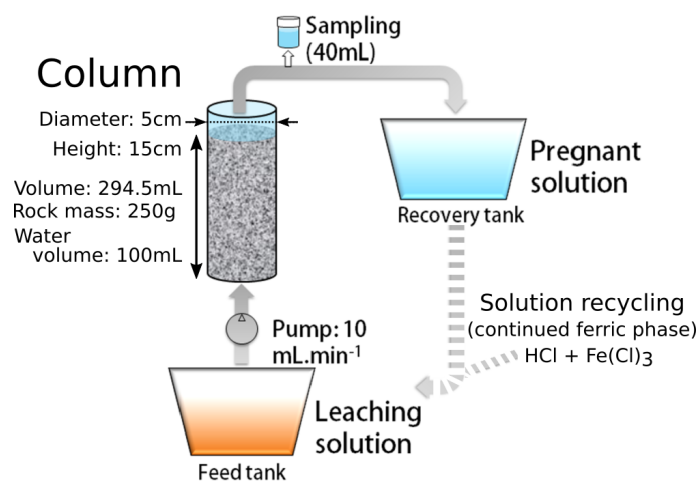 Sampling
(40mL)
Column
Diameter: 5cm
Height: 15cm
Volume: 294.5mL
Rock mass: 250g
Water
volume: 100mL
Pregnant
solution
Recovery tank
Solution recycling
(continued ferric phase)
HCl + Fe(Cl)3
Pump: 10
mL.min-1
Leaching
solution
Feed tank